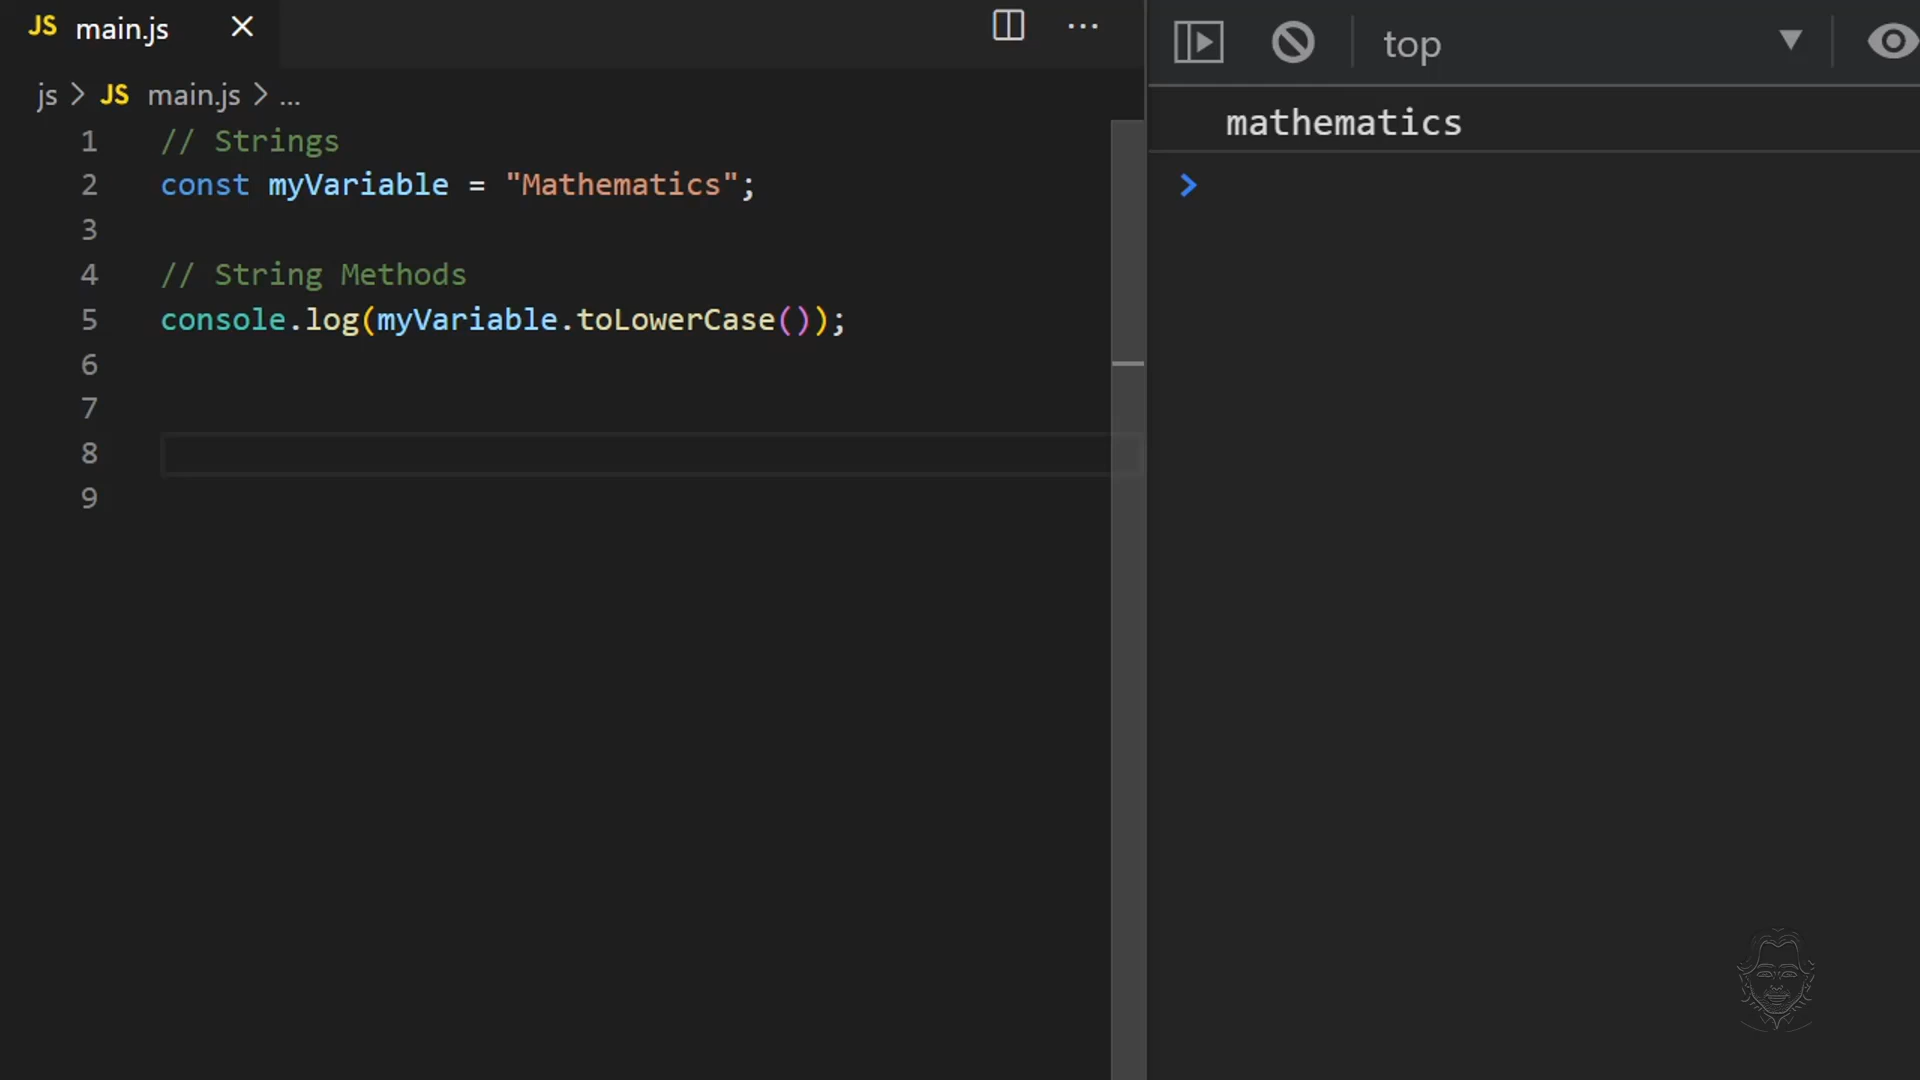 JS main.js
js > JS main.js > ...
1 // Strings
2 const myVariable = "Mathematics";
3
4 // String Methods
5 console.log(myVariable.toLowerCase());
6
7
8
9
top
mathematics
>